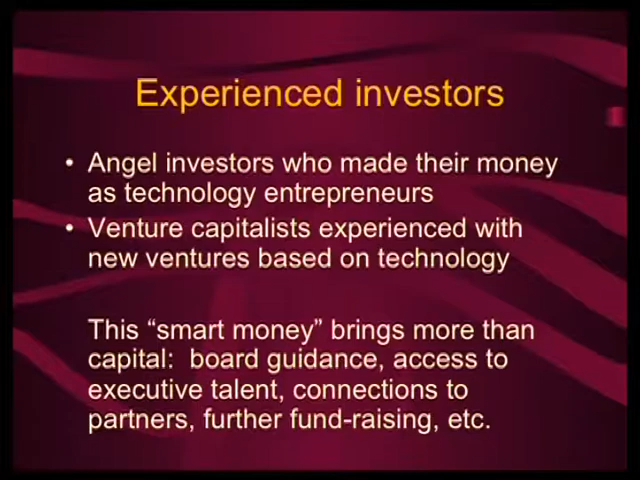 Experienced investors
• Angel investors who made their money
as technology entrepreneurs
• Venture capitalists experienced with
new ventures based on technology
This “smart money” brings more than
capital:  board guidance, access to
executive talent, connections to
partners, further fund-raising, etc.